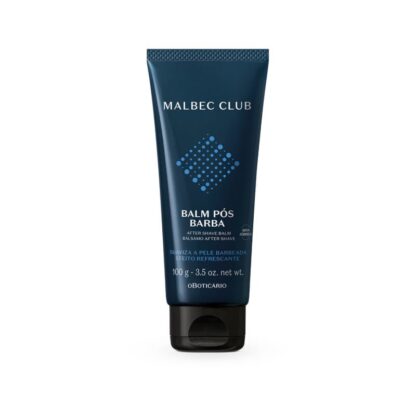 MALBEC CLUB
BALM PÓS
BARBA
AFTER SHAVE BALM
BALSAMO AFTER SHAVE
SUAVIZA A PELE BARBEADA
EFEITO REFRESCANTE
100 g - 3.5 oz. net wt.
oBOTICÁRIO